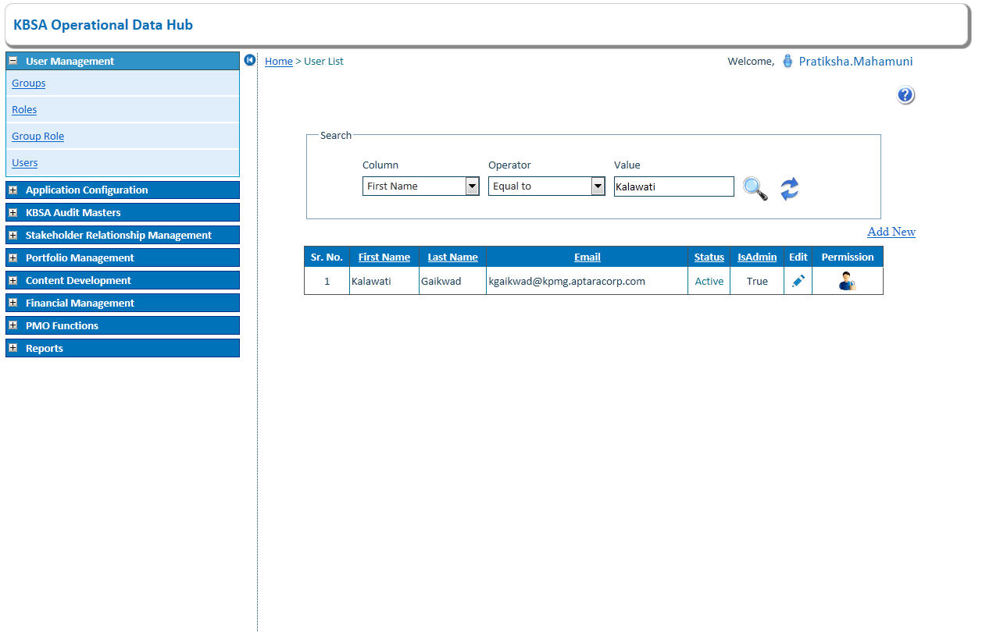 KBSA Operational Data Hub
User Management
Groups
Roles
Group Role
Users
Application Configuration
KBSA Audit Masters
Stakeholder Relationship Management
Portfolio Management
Content Development
Financial Management
PMO Functions
Reports
Home > User List
Welcome, Pratiksha.Mahamuni
?
Search
Column Operator Value
First Name Equal to Kalawati
Add New
Sr. No. First Name Last Name Email Status IsAdmin Edit Permission
1 Kalawati Gaikwad kgaikwad@kpmg.aptaracorp.com Active True